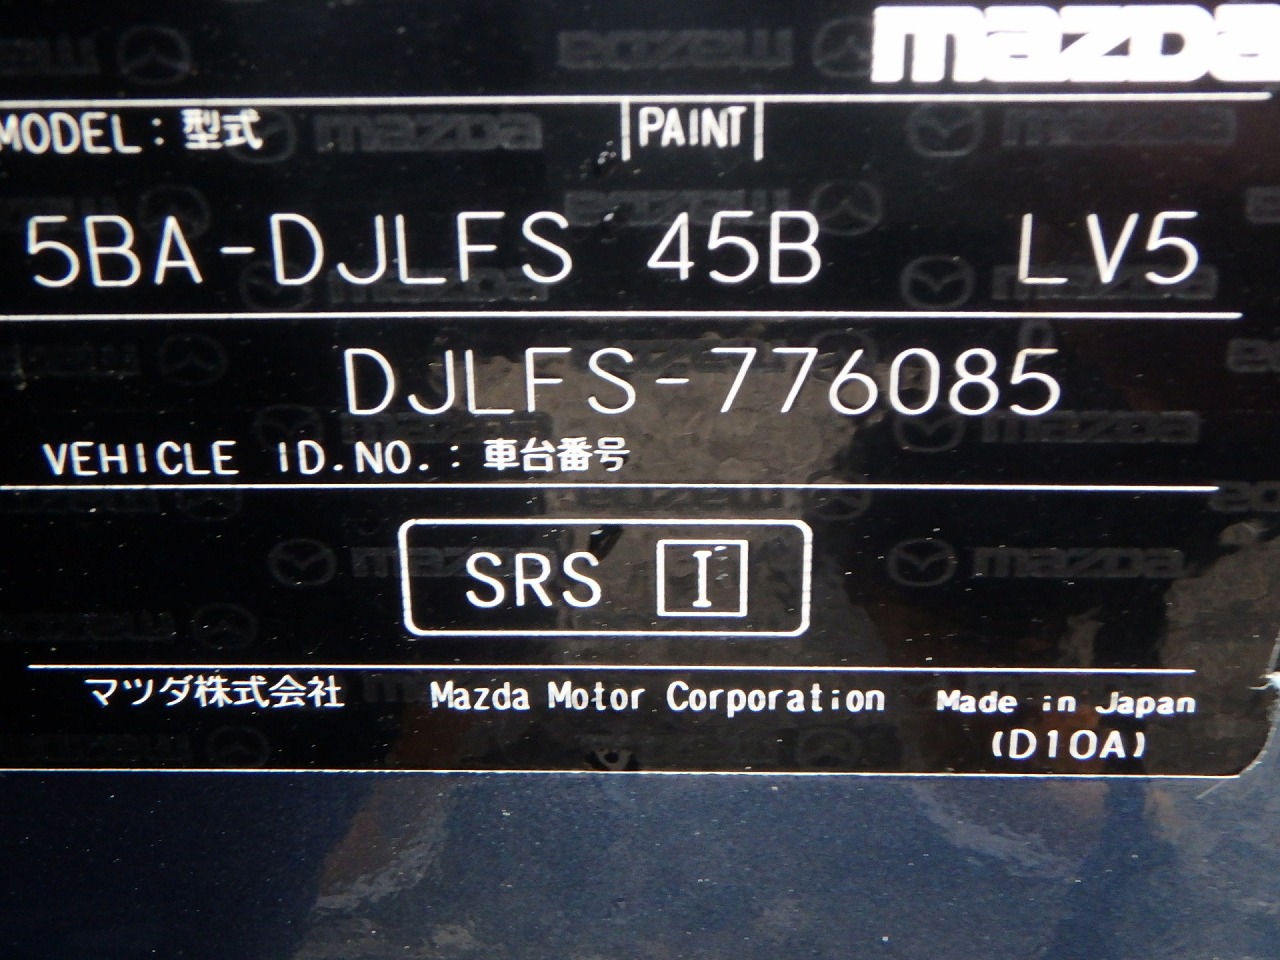 mazda
MODEL : 型式 PAINT
5BA-DJLFS 45B LV5
DJLFS-776085
VEHICLE ID.NO. : 車台番号
SRS I
マツダ株式会社 Mazda Motor Corporation Made in Japan
(D10A)